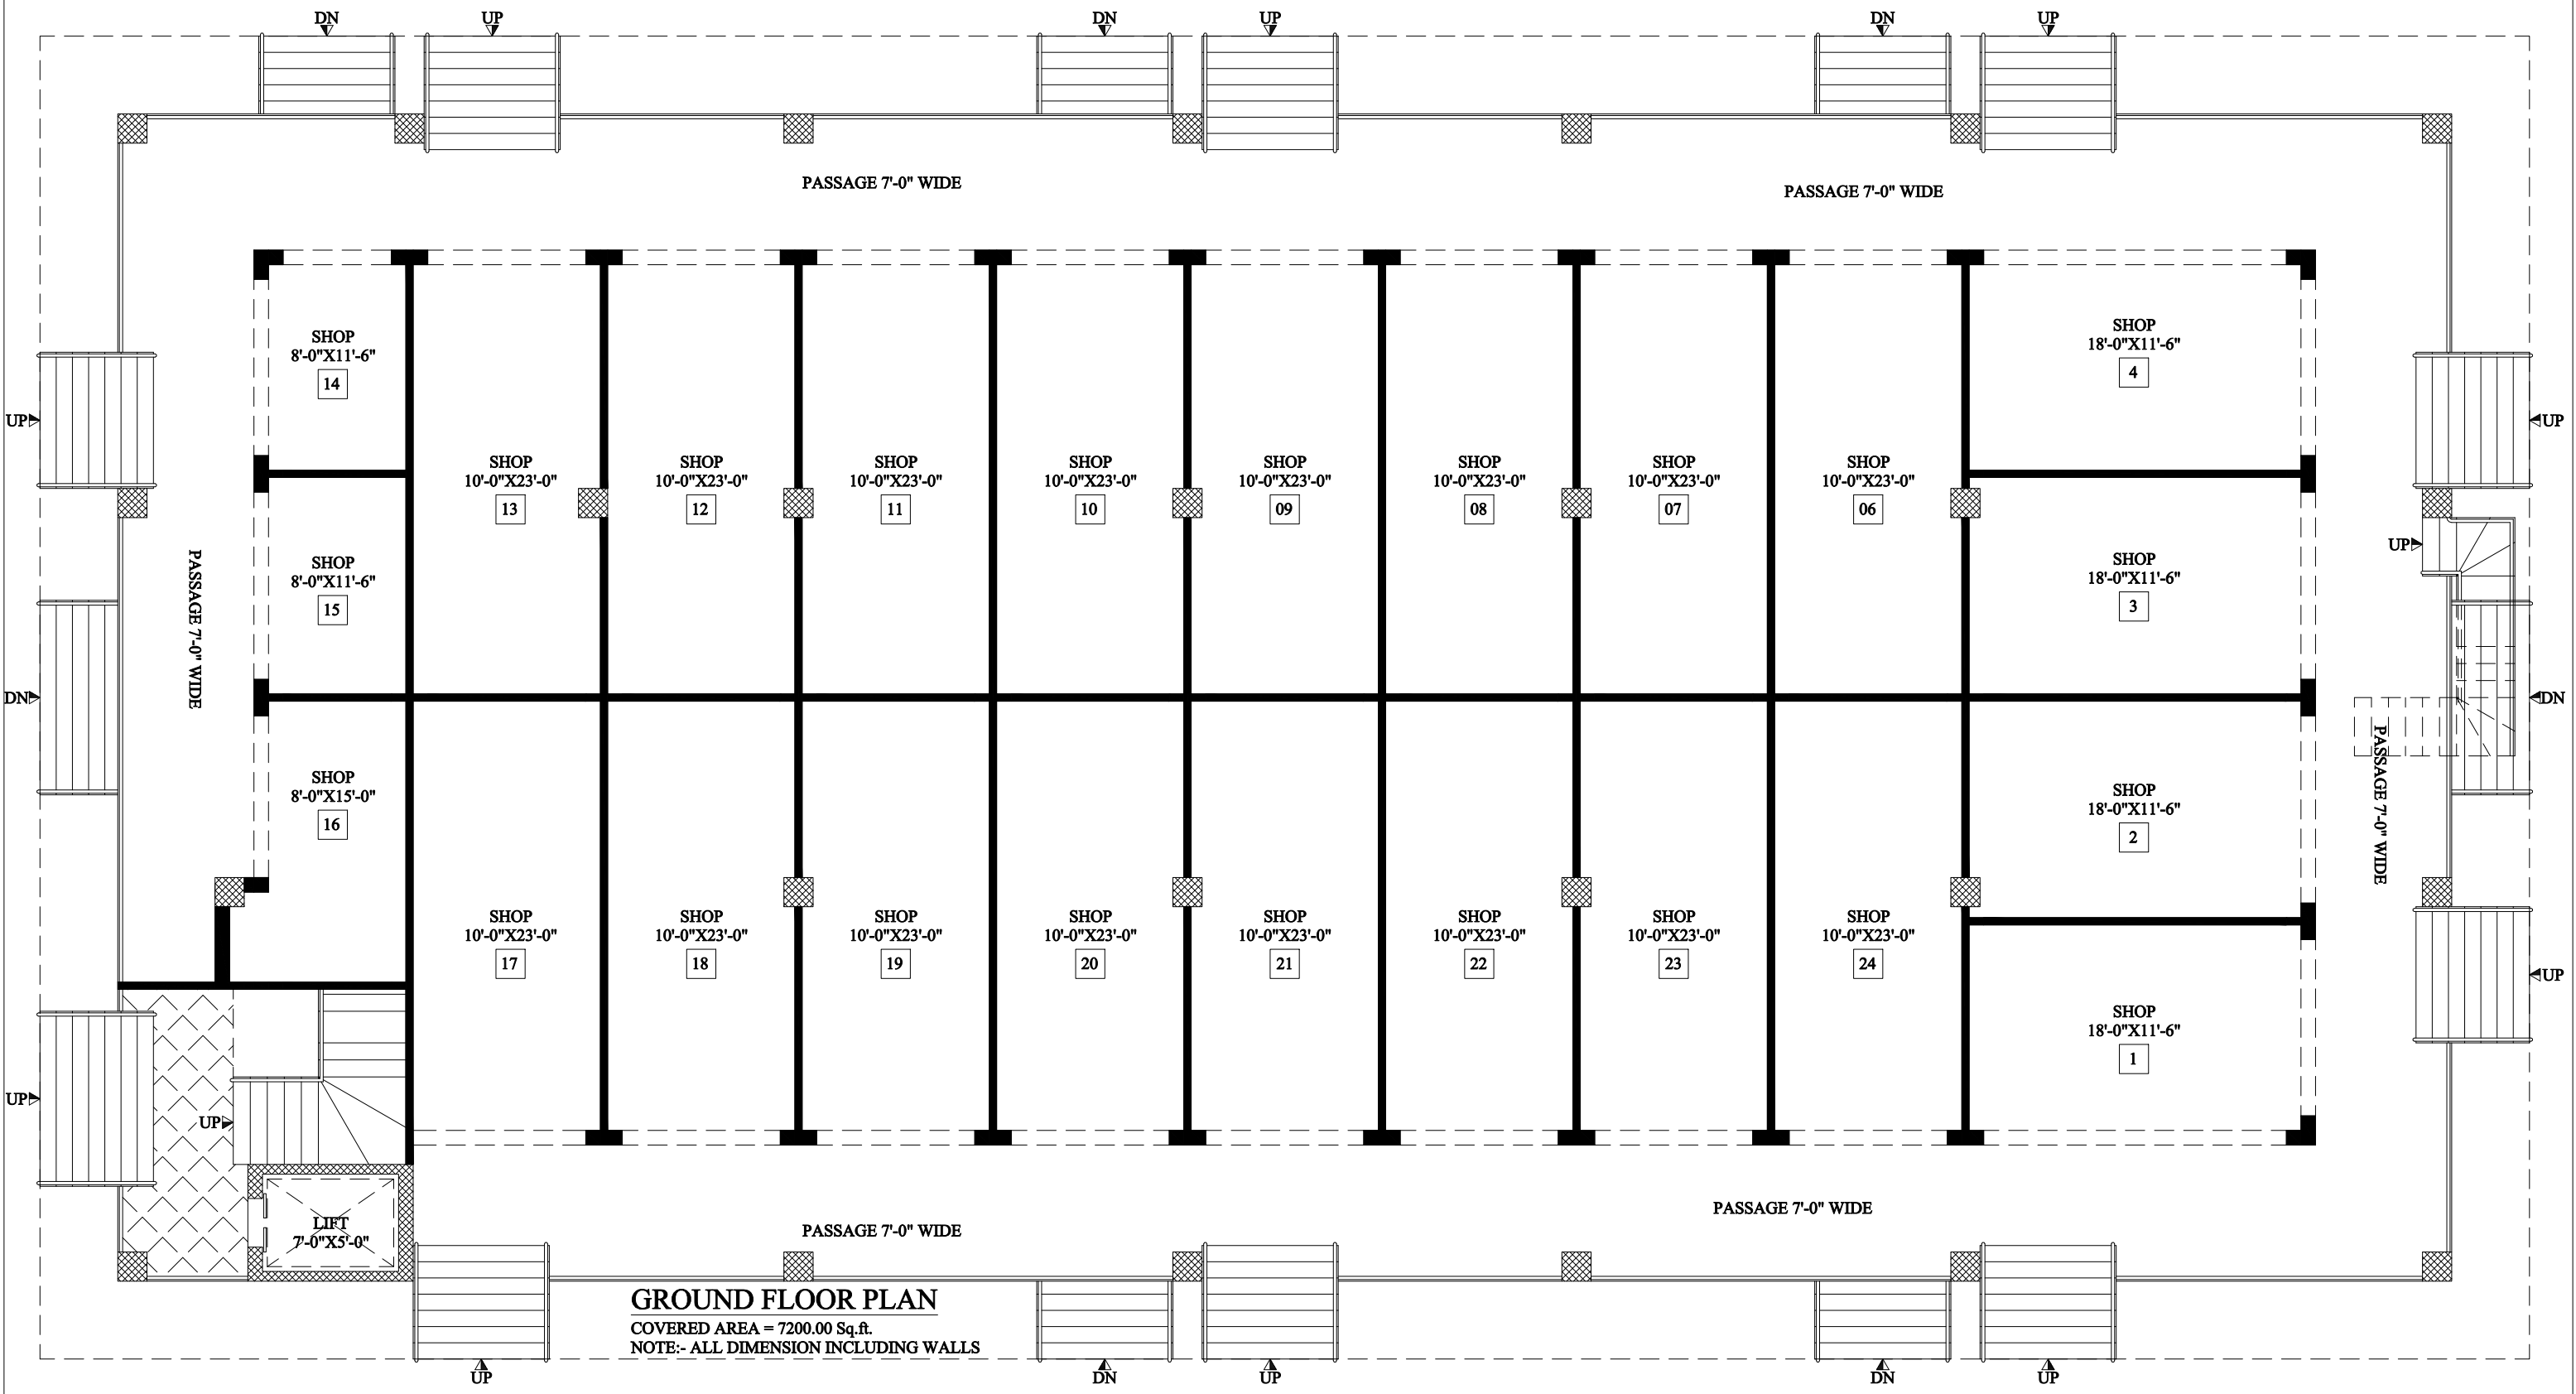 DN
UP
DN
UP
DN
UP
PASSAGE 7'-0" WIDE
PASSAGE 7'-0" WIDE
SHOP
8'-0"X11'-6"
14
SHOP
18'-0"X11'-6"
4
UP
UP
SHOP
10'-0"X23'-0"
13
SHOP
10'-0"X23'-0"
12
SHOP
10'-0"X23'-0"
11
SHOP
10'-0"X23'-0"
10
SHOP
10'-0"X23'-0"
09
SHOP
10'-0"X23'-0"
08
SHOP
10'-0"X23'-0"
07
SHOP
10'-0"X23'-0"
06
UP
PASSAGE 7'-0" WIDE
SHOP
8'-0"X11'-6"
15
SHOP
18'-0"X11'-6"
3
DN
DN
SHOP
8'-0"X15'-0"
16
SHOP
18'-0"X11'-6"
2
PASSAGE 7'-0" WIDE
SHOP
10'-0"X23'-0"
17
SHOP
10'-0"X23'-0"
18
SHOP
10'-0"X23'-0"
19
SHOP
10'-0"X23'-0"
20
SHOP
10'-0"X23'-0"
21
SHOP
10'-0"X23'-0"
22
SHOP
10'-0"X23'-0"
23
SHOP
10'-0"X23'-0"
24
UP
SHOP
18'-0"X11'-6"
1
UP
UP
LIFT
7'-0"X5'-0"
PASSAGE 7'-0" WIDE
PASSAGE 7'-0" WIDE
GROUND FLOOR PLAN
COVERED AREA = 7200.00 Sq.ft.
NOTE:- ALL DIMENSION INCLUDING WALLS
UP
DN
UP
DN
UP